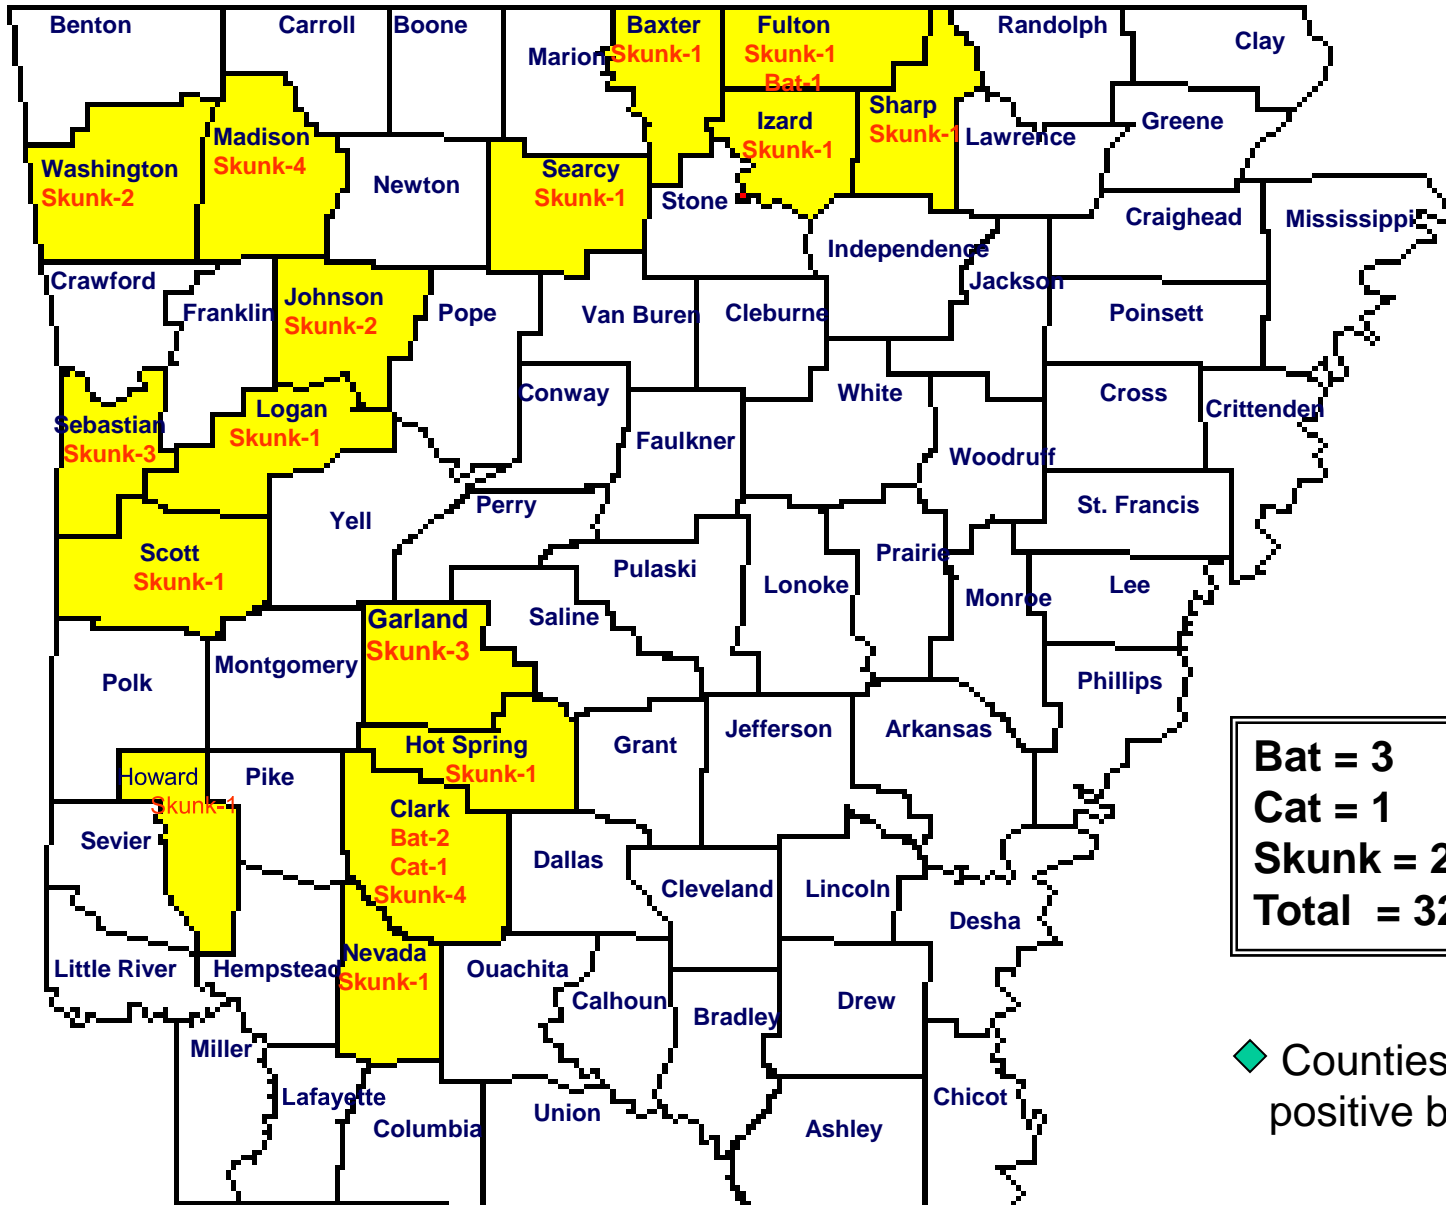 Benton
Carroll
Boone
Marion
Baxter
Skunk-1
Fulton
Skunk-1
Bat-1
Randolph
Clay
Sharp
Skunk-1
Izard
Skunk-1
Lawrence
Greene
Washington
Skunk-2
Madison
Skunk-4
Newton
Searcy
Skunk-1
Stone
Craighead
Mississippi
Independence
Jackson
Crawford
Franklin
Johnson
Skunk-2
Pope
Van Buren
Cleburne
Poinsett
Conway
White
Cross
Crittenden
Sebastian
Skunk-3
Logan
Skunk-1
Faulkner
Woodruff
Yell
Perry
St. Francis
Scott
Skunk-1
Pulaski
Lonoke
Prairie
Monroe
Lee
Garland
Skunk-3
Saline
Polk
Montgomery
Phillips
Hot Spring
Skunk-1
Grant
Jefferson
Arkansas
Howard
Skunk-1
Pike
Clark
Bat-2
Cat-1
Skunk-4
Sevier
Dallas
Cleveland
Lincoln
Desha
Little River
Hempstead
Nevada
Skunk-1
Ouachita
Calhoun
Bradley
Drew
Miller
Lafayette
Columbia
Union
Ashley
Chicot
Bat = 3
Cat = 1
Skunk = 2
Total = 32
Counties
positive b